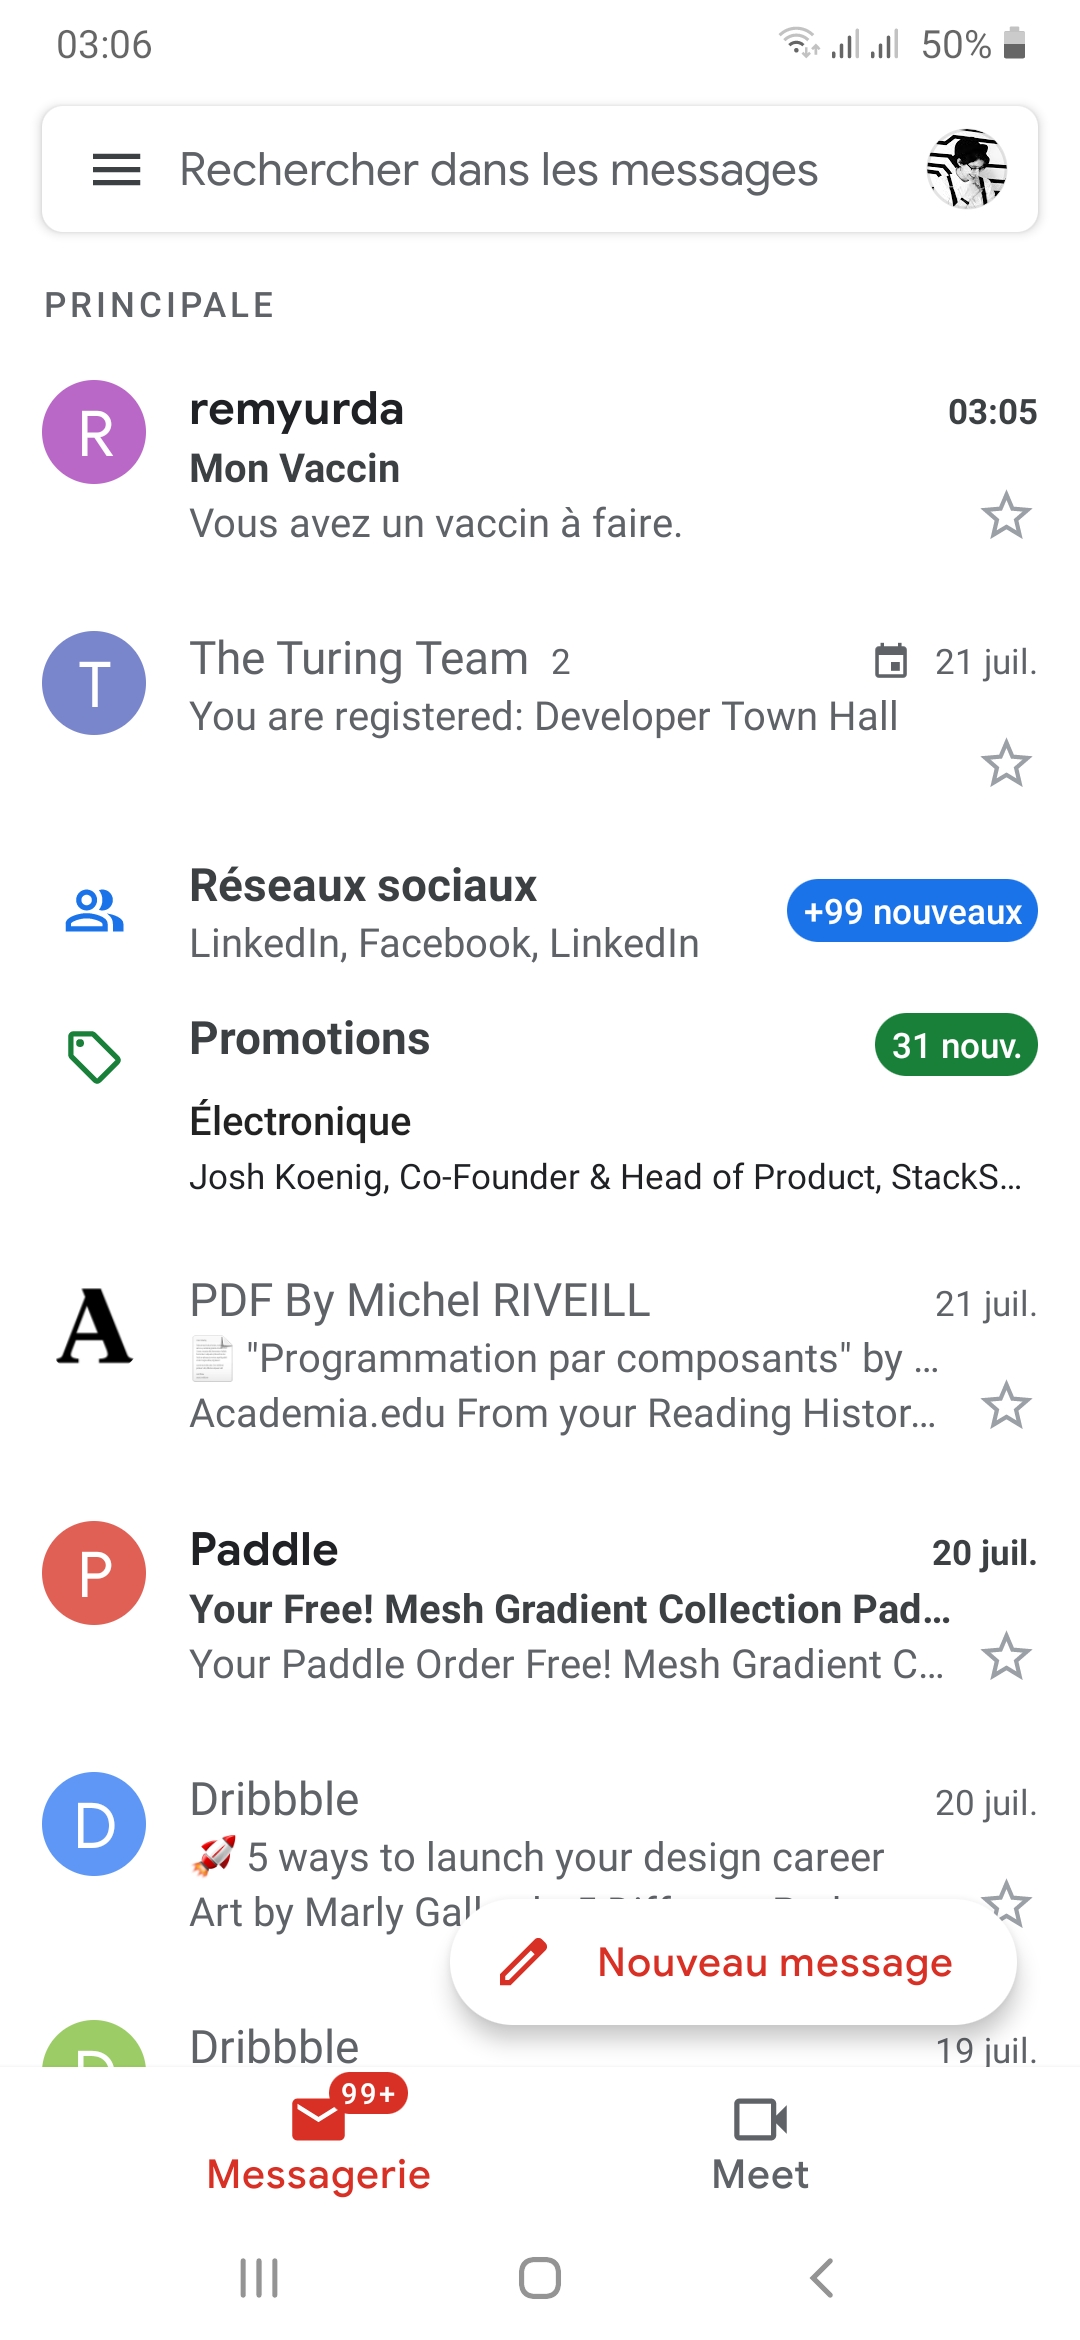 03:06
50%
Rechercher dans les messages
PRINCIPALE
R
remyurda
03:05
Mon Vaccin
Vous avez un vaccin à faire.
T
The Turing Team 2
21 juil.
You are registered: Developer Town Hall
Réseaux sociaux
+99 nouveaux
LinkedIn, Facebook, LinkedIn
Promotions
31 nouv.
Électronique
Josh Koenig, Co-Founder & Head of Product, StackS...
A
PDF By Michel RIVEILL
21 juil.
"Programmation par composants" by ...
Academia.edu From your Reading Histor...
P
Paddle
20 juil.
Your Free! Mesh Gradient Collection Pad...
Your Paddle Order Free! Mesh Gradient C...
D
Dribbble
20 juil.
5 ways to launch your design career
Art by Marly
Nouveau message
D
Dribbble
19 juil.
99+
Messagerie
Meet